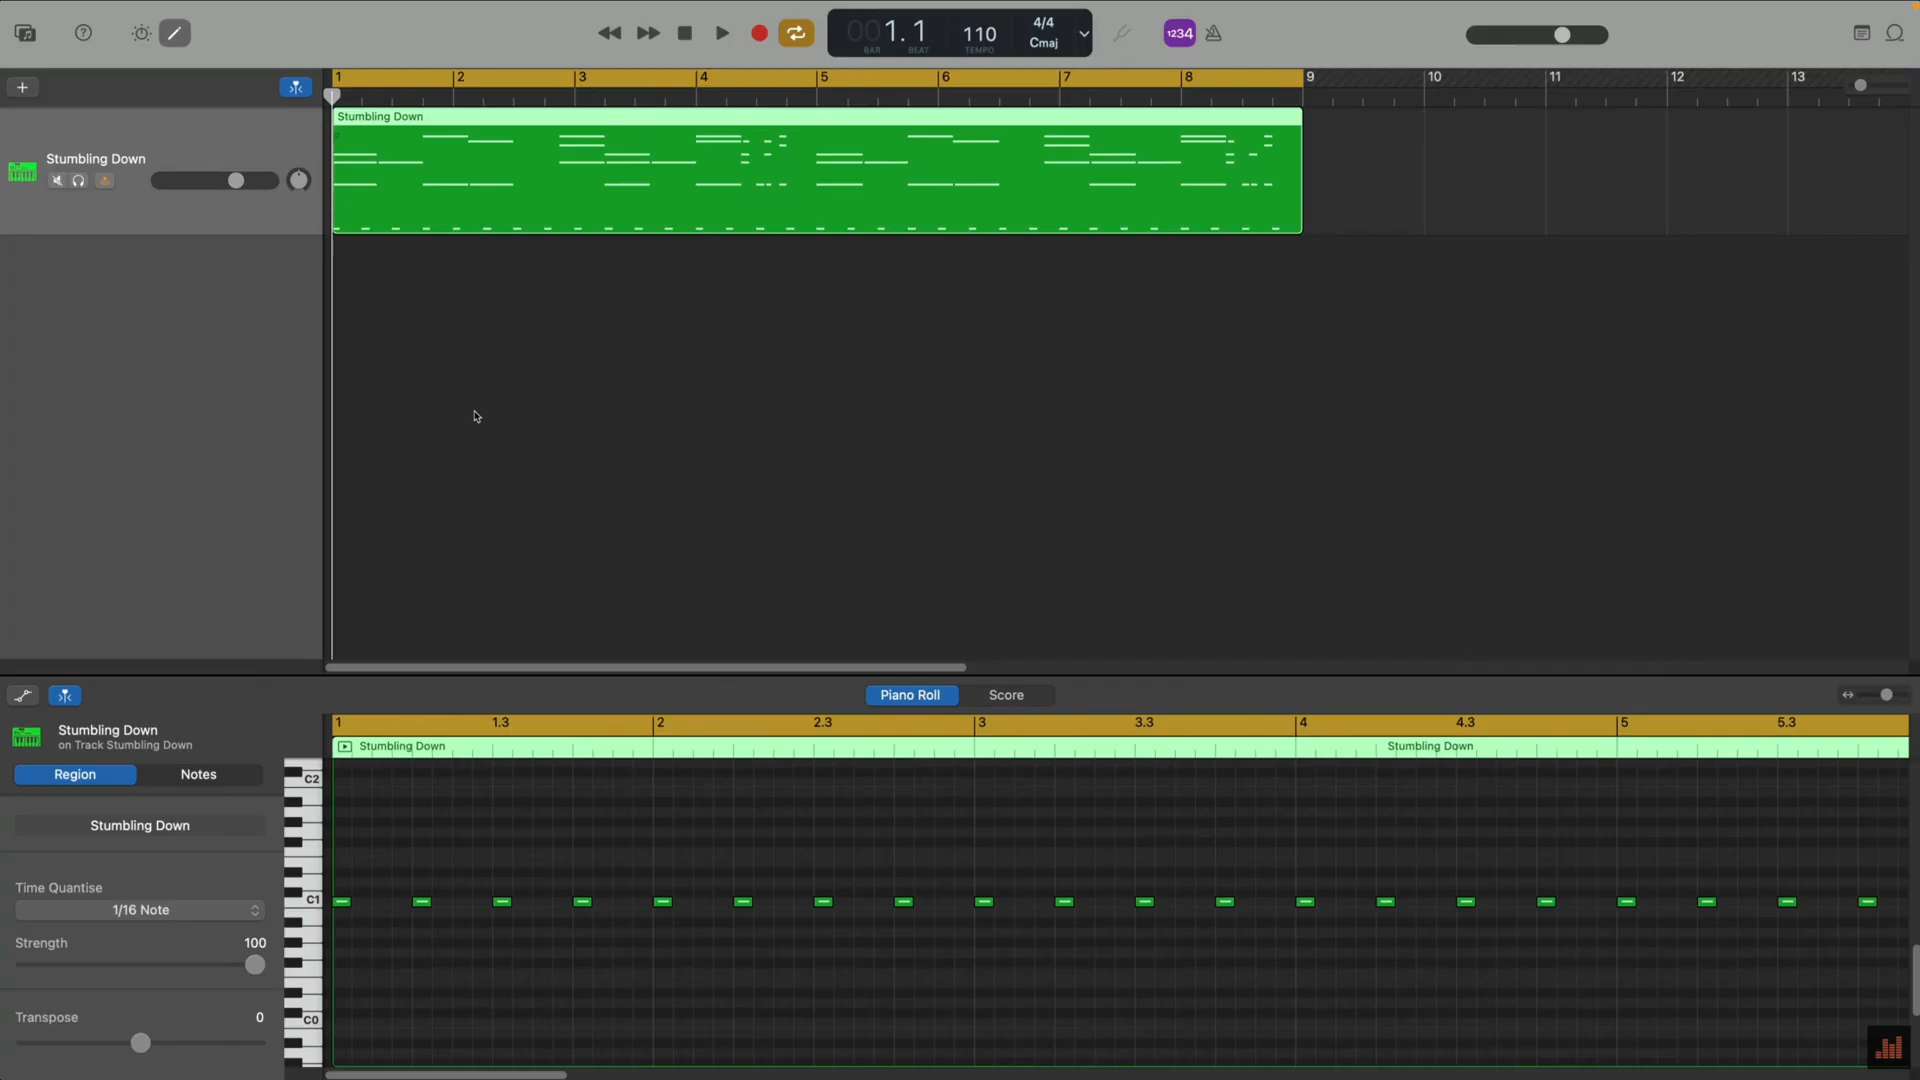 001. 1
BAR
BEAT
110
TEMPO
4/4
Cmaj
1234
1
2
3
4
5
6
7
8
9
10
11
12
13
Stumbling Down
Stumbling Down
Piano Roll
Score
Stumbling Down
on Track Stumbling Down
Region
Notes
Stumbling Down
Time Quantise
1/16 Note
Strength
100
Transpose
0
1
1.3
2
2.3
3
3.3
4
4.3
5
5.3
Stumbling Down
Stumbling Down
C2
C1
C0